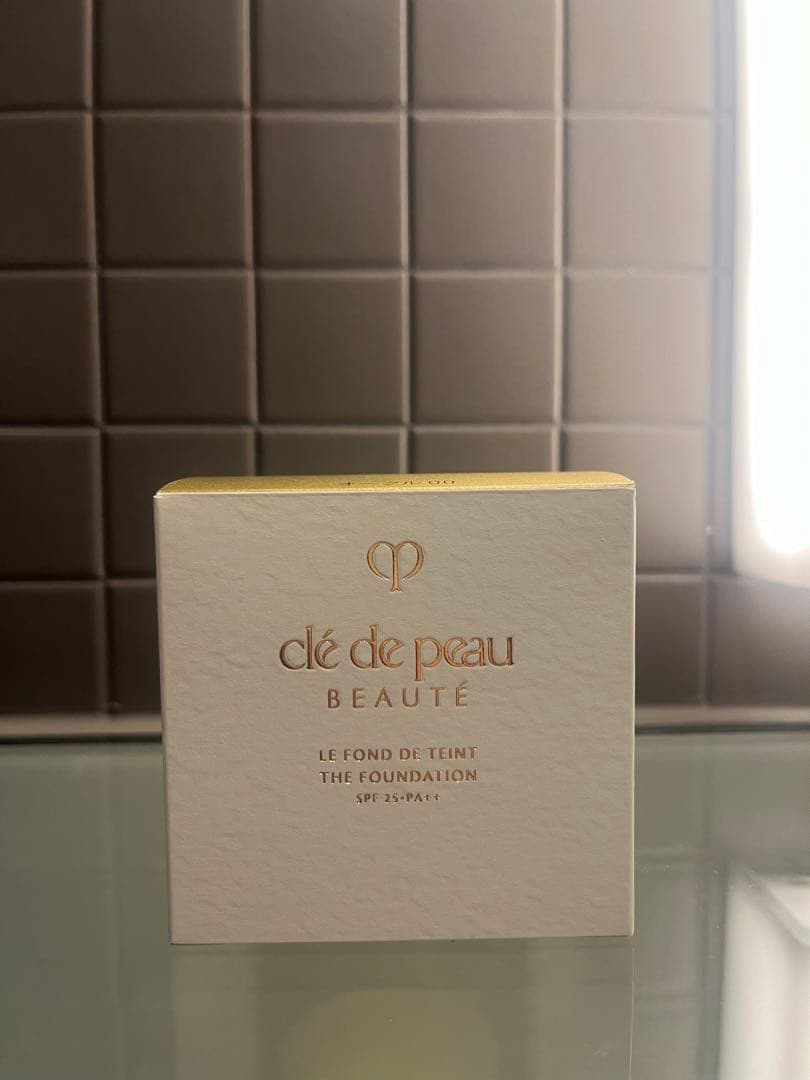 clé de peau
BEAUTÉ
LE FOND DE TEINT
THE FOUNDATION
SPF 25•PA++